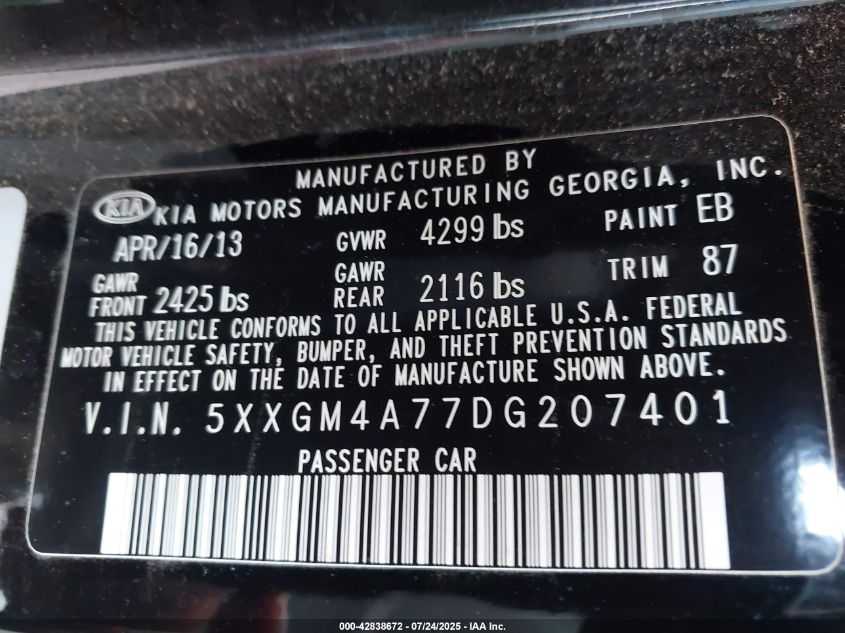 MANUFACTURED BY
KIA KIA MOTORS MANUFACTURING GEORGIA, INC.
APR/16/13 GVWR 4299 lbs PAINT EB
GAWR FRONT 2425 lbs GAWR REAR 2116 lbs TRIM 87
THIS VEHICLE CONFORMS TO ALL APPLICABLE U.S.A. FEDERAL
MOTOR VEHICLE SAFETY, BUMPER, AND THEFT PREVENTION STANDARDS
IN EFFECT ON THE DATE OF MANUFACTURE SHOWN ABOVE.
V.I.N. 5XXGM4A77DG207401
PASSENGER CAR
000-42838672 / 07/24/2025 - IAA Inc.